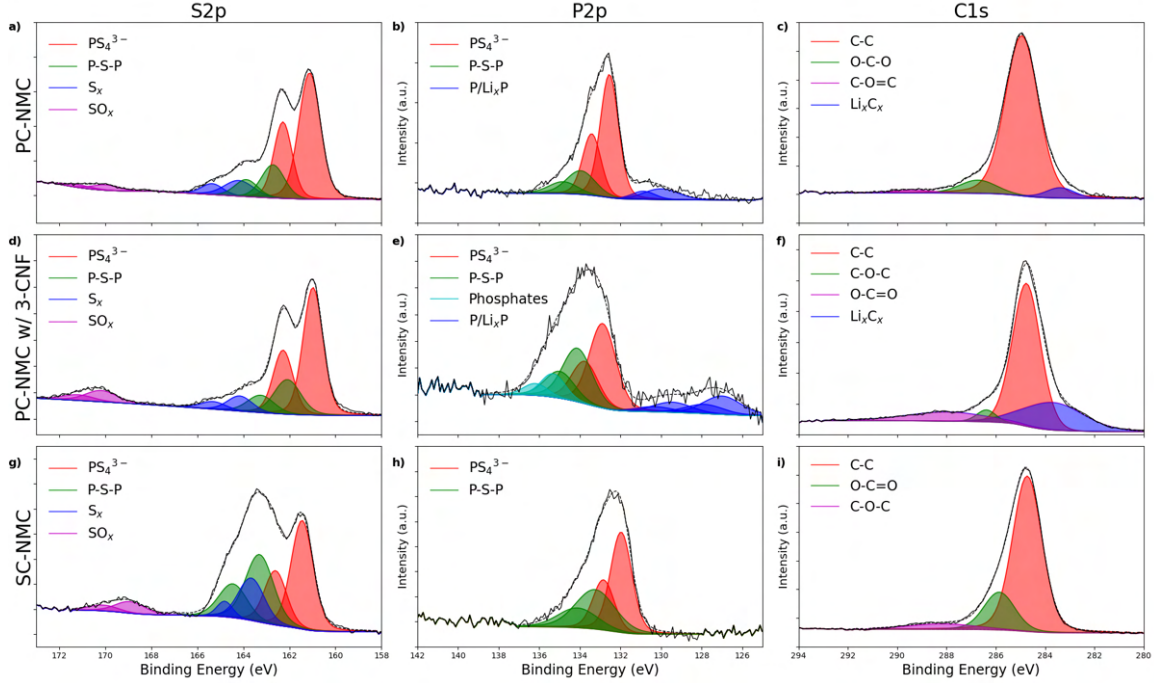 S2p
P2p
C1s
PC-NMC
a)
PS₄³⁻
P-S-P
Sₓ
SOₓ
Intensity (a.u.)
b)
PS₄³⁻
P-S-P
P/LiₓP
Intensity (a.u.)
c)
C-C
O-C-O
C-O=C
LiₓCₓ
PC-NMC w/ 3-CNF
d)
PS₄³⁻
P-S-P
Sₓ
SOₓ
Intensity (a.u.)
e)
PS₄³⁻
P-S-P
Phosphates
P/LiₓP
Intensity (a.u.)
f)
C-C
C-O-C
O-C=O
LiₓCₓ
SC-NMC
g)
PS₄³⁻
P-S-P
Sₓ
SOₓ
172 170 168 166 164 162 160 158
Binding Energy (eV)
Intensity (a.u.)
h)
PS₄³⁻
P-S-P
142 140 138 136 134 132 130 128 126
Binding Energy (eV)
Intensity (a.u.)
i)
C-C
O-C=O
C-O-C
294 292 290 288 286 284 282 280
Binding Energy (eV)